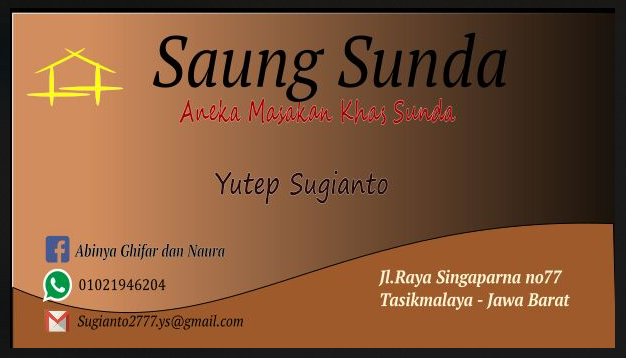 Saung Sunda
Aneka Masakan Khas Sunda
Yutep Sugianto
Abinya Ghifar dan Naura
01021946204
Sugianto2777.ys@gmail.com
Jl.Raya Singaparna no77
Tasikmalaya - Jawa Barat